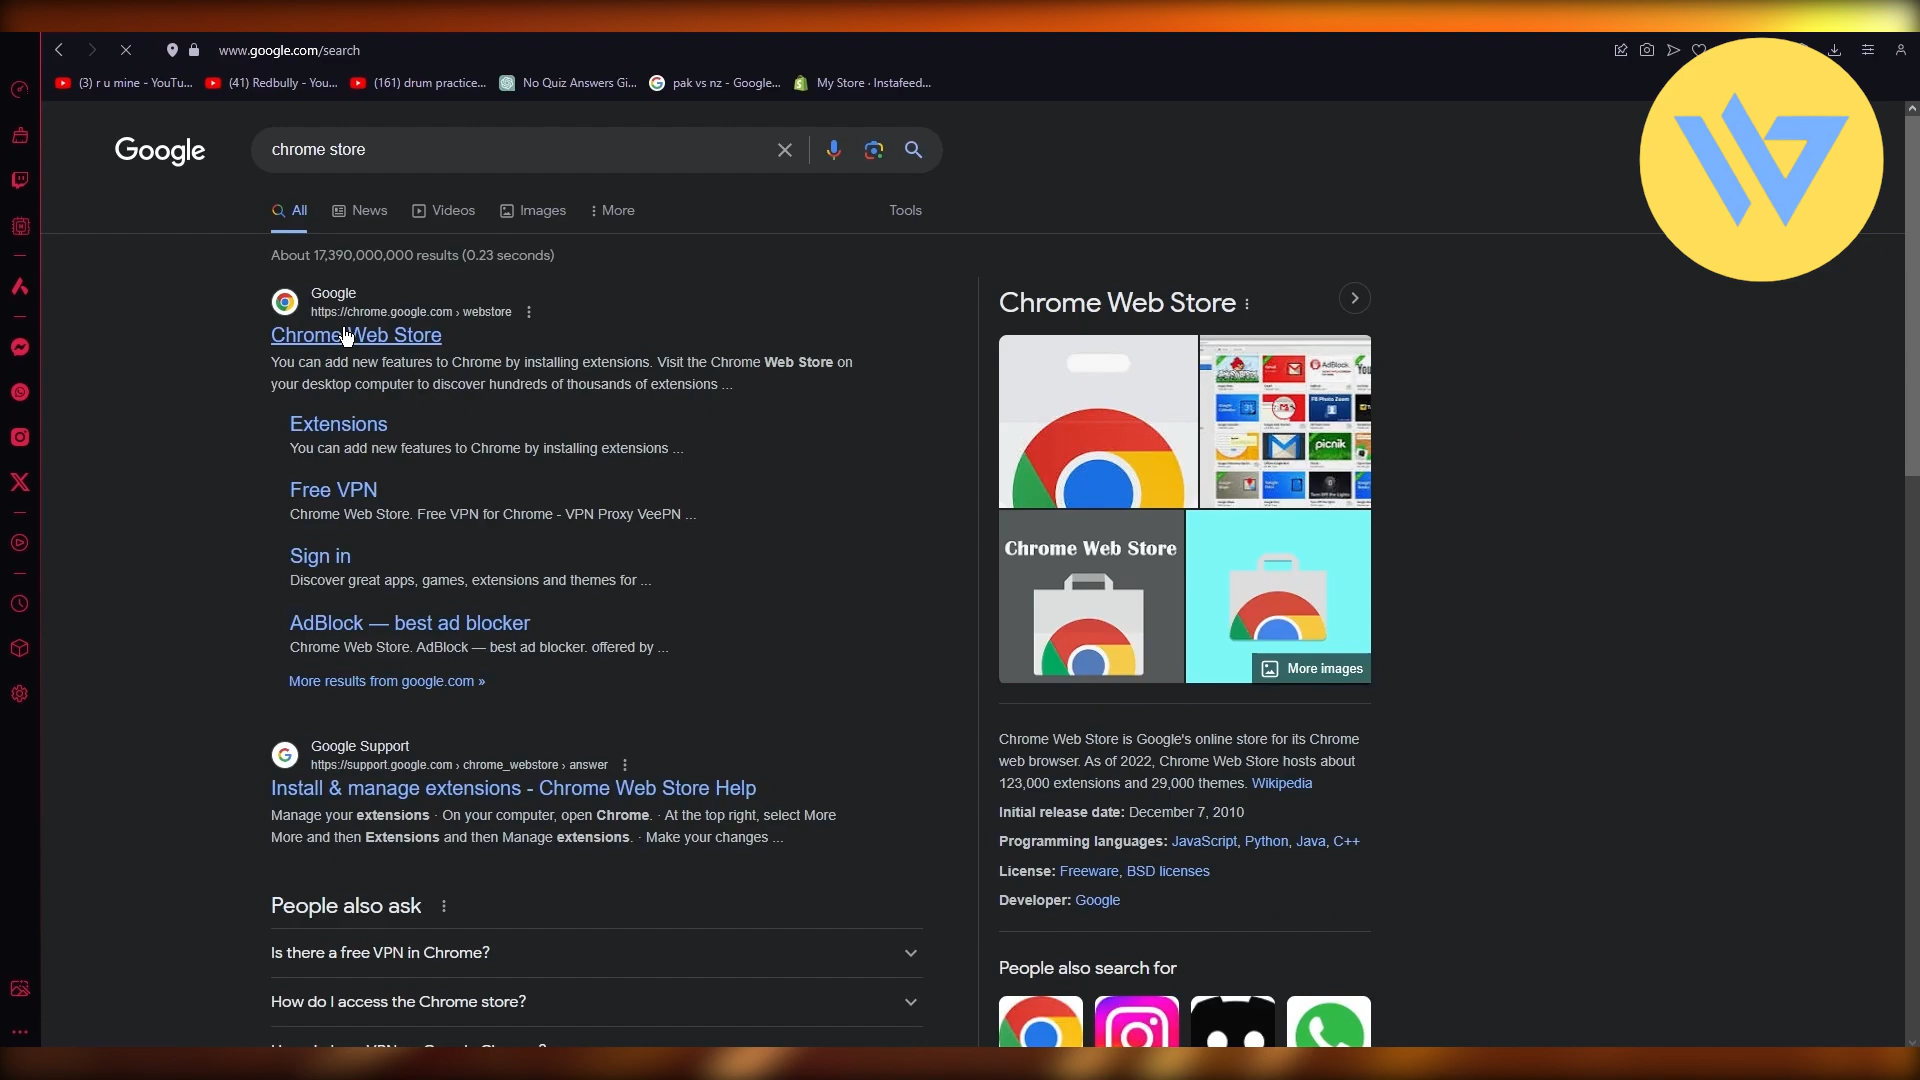 www.google.com/search
(3) r u mine - YouTu...
(41) Redbully - You...
(161) drum practice...
No Quiz Answers Gi...
pak vs nz - Google...
My Store · Instafeed...
Google
chrome store
All
News
Videos
Images
More
Tools
About 17,390,000,000 results (0.23 seconds)
Google
https://chrome.google.com › webstore
Chrome Web Store
You can add new features to Chrome by installing extensions. Visit the Chrome Web Store on
your desktop computer to discover hundreds of thousands of extensions ...
Extensions
You can add new features to Chrome by installing extensions ...
Free VPN
Chrome Web Store. Free VPN for Chrome - VPN Proxy VeePN ...
Sign in
Discover great apps, games, extensions and themes for ...
AdBlock — best ad blocker
Chrome Web Store. AdBlock — best ad blocker. offered by ...
More results from google.com »
Google Support
https://support.google.com › chrome_webstore › answer
Install & manage extensions - Chrome Web Store Help
Manage your extensions · On your computer, open Chrome. · At the top right, select More
More and then Extensions and then Manage extensions. · Make your changes ...
People also ask
Is there a free VPN in Chrome?
How do I access the Chrome store?
Chrome Web Store
AdBlock
FB Photo Zoom
picnik
Chrome Web Store
More images
Chrome Web Store is Google's online store for its Chrome
web browser. As of 2022, Chrome Web Store hosts about
123,000 extensions and 29,000 themes. Wikipedia
Initial release date: December 7, 2010
Programming languages: JavaScript, Python, Java, C++
License: Freeware, BSD licenses
Developer: Google
People also search for